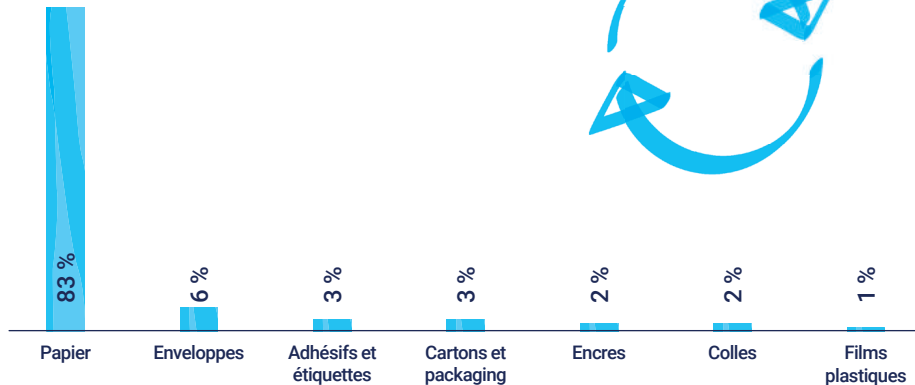 83 %
6 %
3 %
3 %
2 %
2 %
1 %
Papier
Enveloppes
Adhésifs et
étiquettes
Cartons et
packaging
Encres
Colles
Films
plastiques